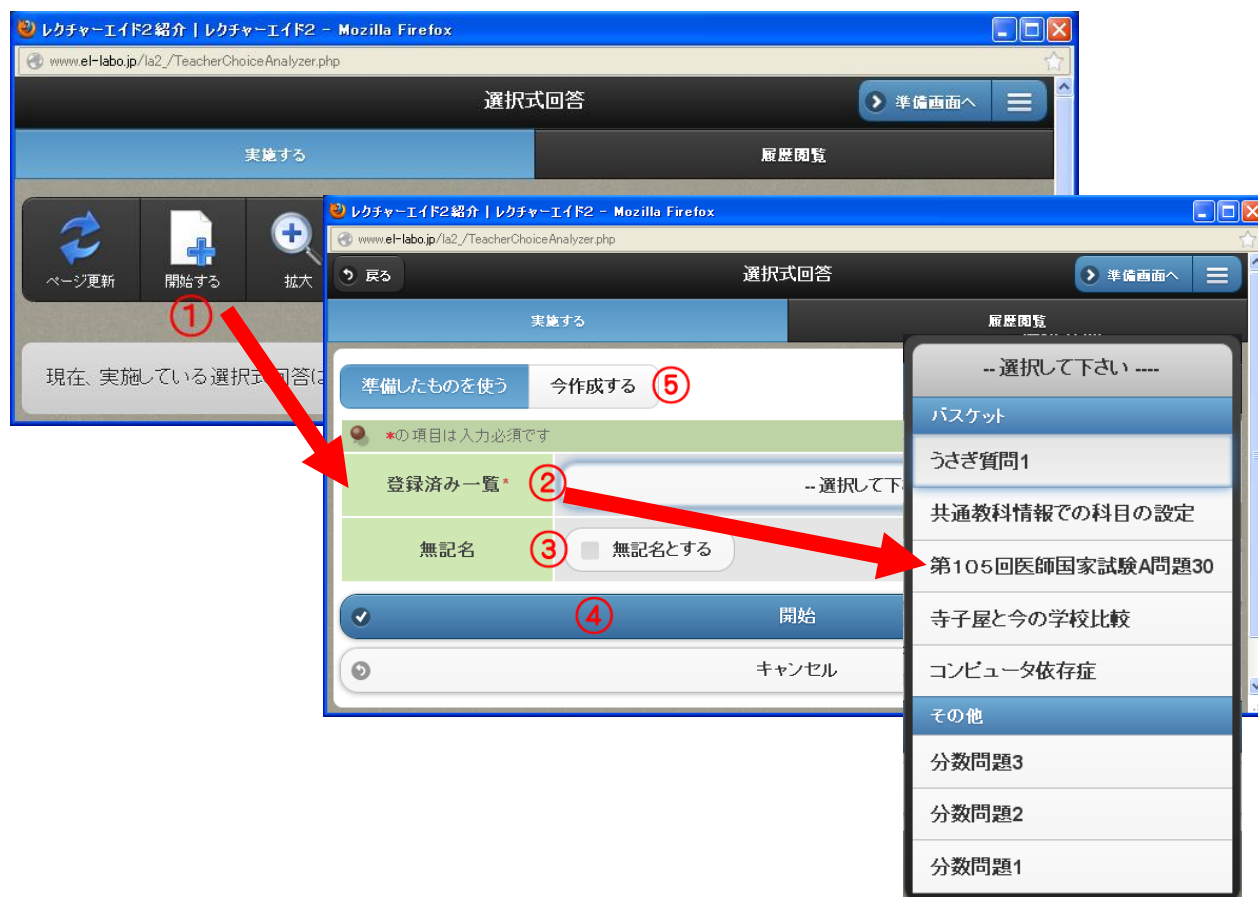 レクチャーエイド2紹介 | レクチャーエイド2 - Mozilla Firefox
www.el-labo.jp/la2_/TeacherChoiceAnalyzer.php
選択式回答
準備画面へ
実施する
履歴閲覧
ページ更新
開始する
拡大
①
現在、実施している選択式回答は
レクチャーエイド2紹介 | レクチャーエイド2 - Mozilla Firefox
www.el-labo.jp/la2_/TeacherChoiceAnalyzer.php
戻る
選択式回答
準備画面へ
実施する
履歴閲覧
準備したものを使う
今作成する
⑤
*の項目は入力必須です
登録済み一覧*
②
-- 選択して下
無記名
③
無記名とする
④
開始
キャンセル
-- 選択して下さい ----
バスケット
うさぎ質問1
共通教科情報での科目の設定
第105回医師国家試験A問題30
寺子屋と今の学校比較
コンピュータ依存症
その他
分数問題3
分数問題2
分数問題1